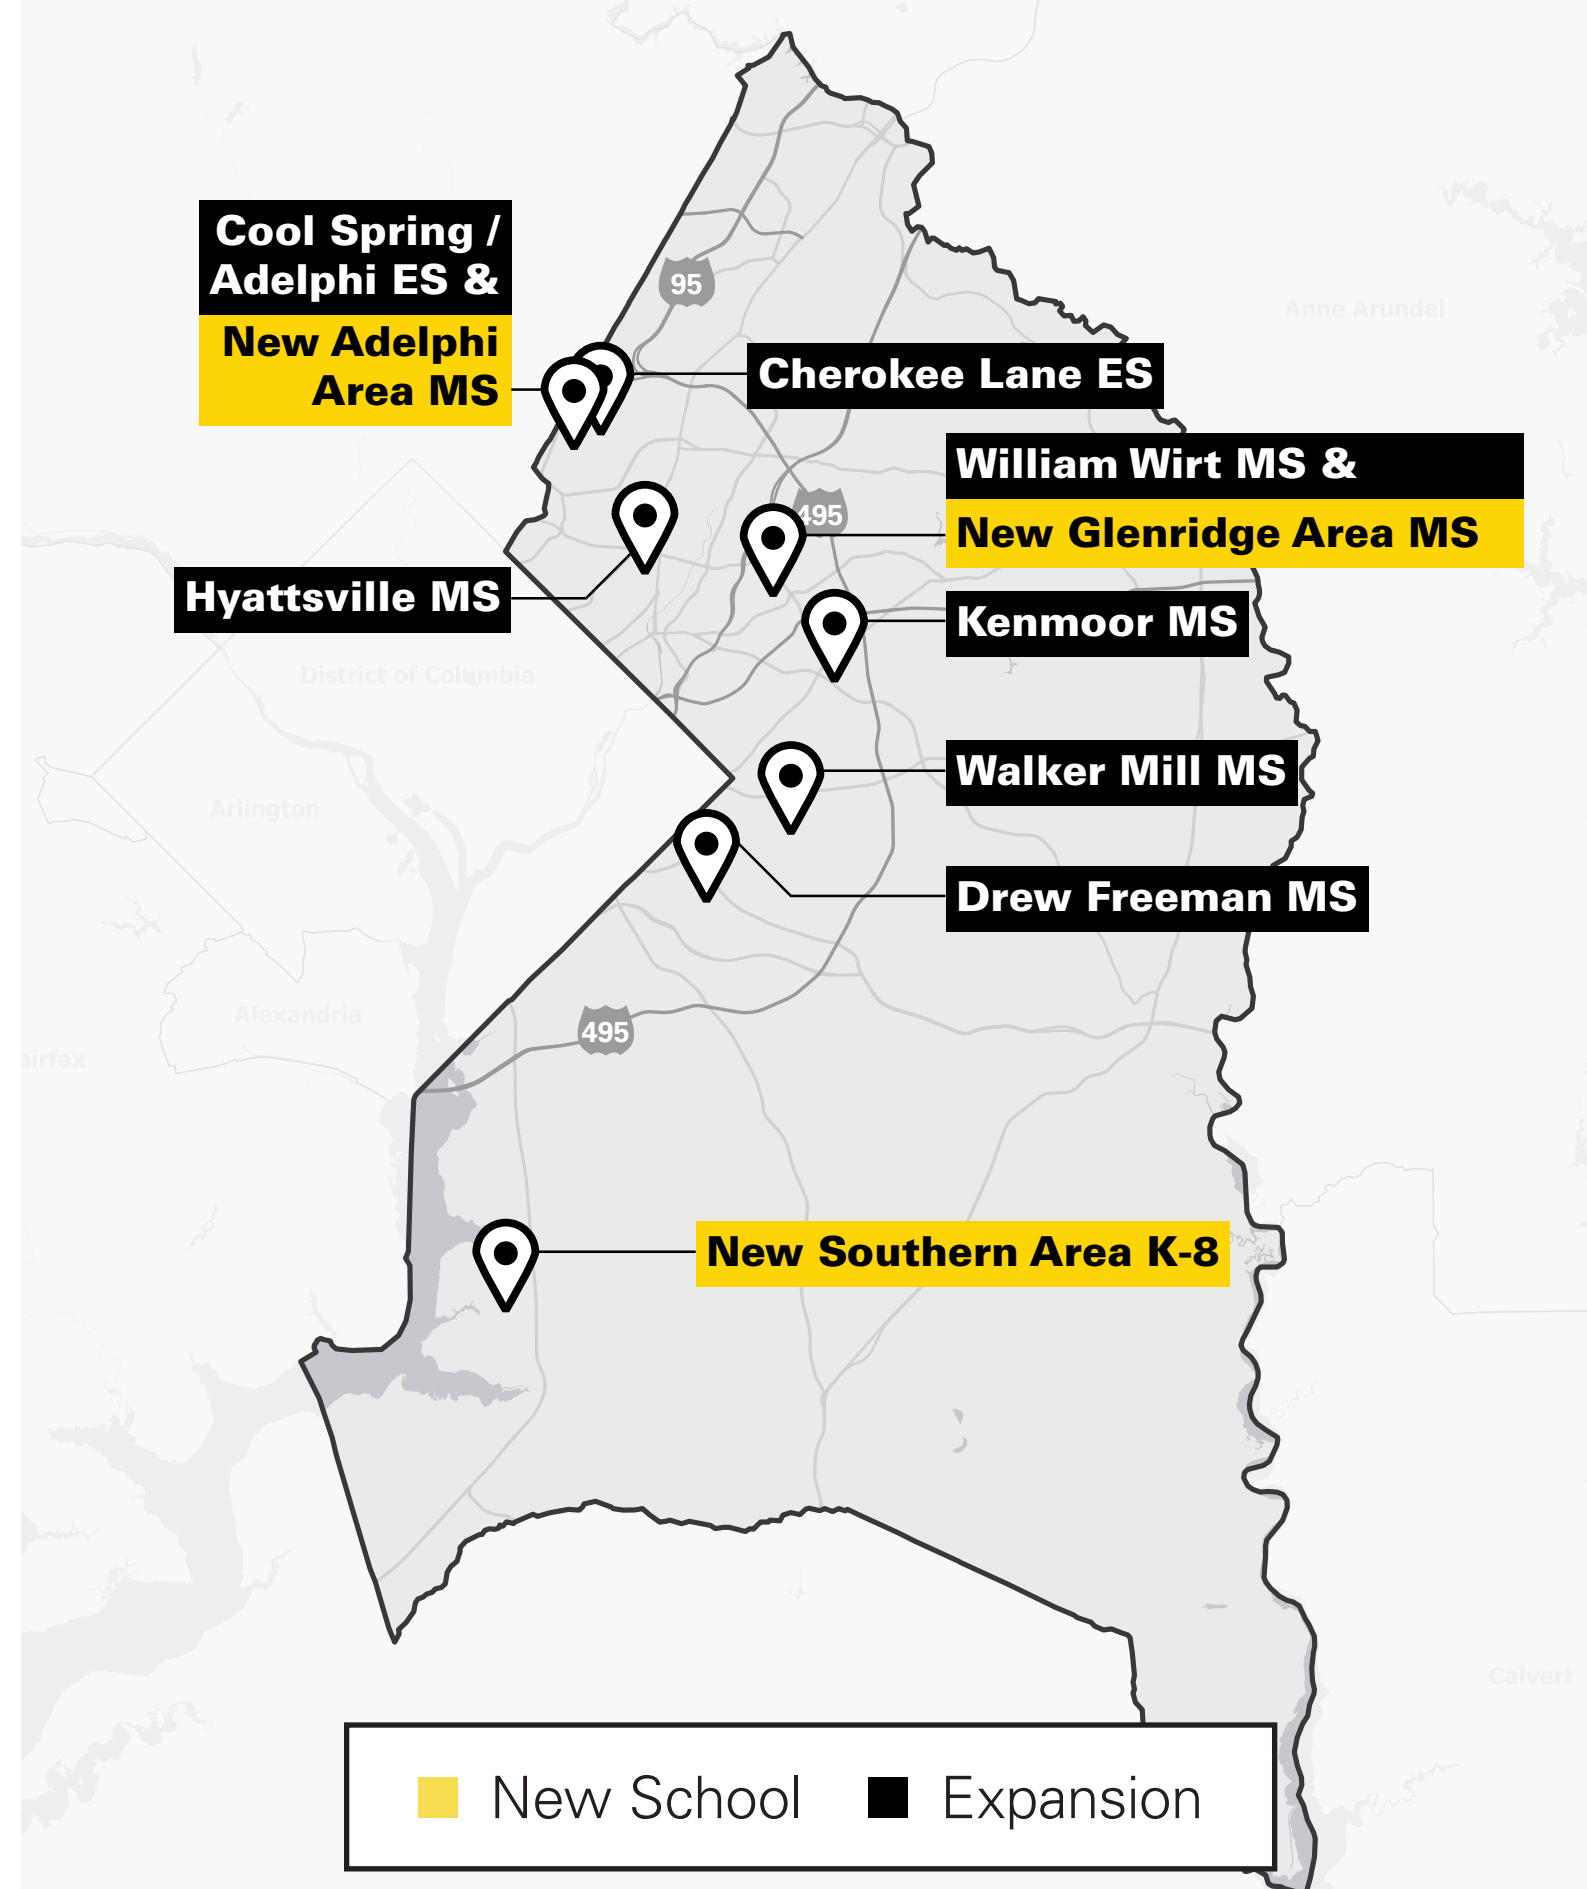 Cool Spring /
Adelphi ES &
New Adelphi
Area MS
95
Anne Arundel
Cherokee Lane ES
William Wirt MS &
New Glenridge Area MS
495
Hyattsville MS
Kenmoor MS
District of Columbia
Walker Mill MS
Arlington
Drew Freeman MS
Alexandria
495
airfax
New Southern Area K-8
Calvert
New School
Expansion